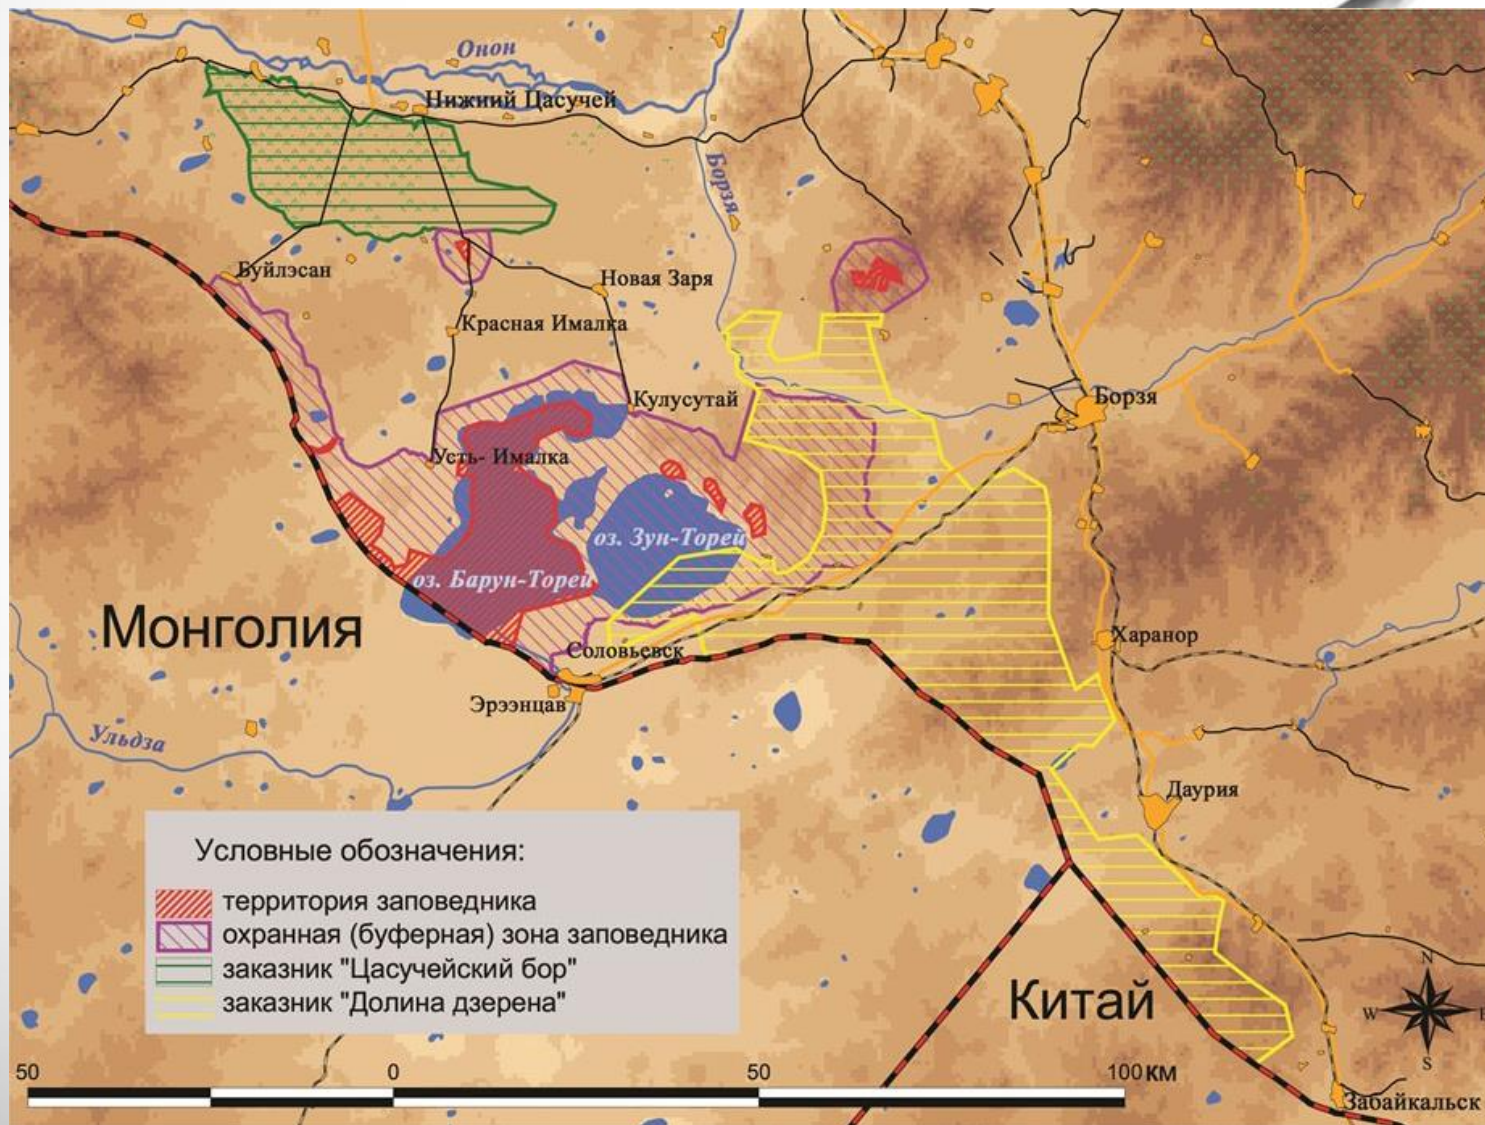 Онон
Нижний Цасучей
Борзя
Буйлэсан
Новая Заря
Красная Ималка
Кулусутай
Борзя
Усть- Ималка
оз. Зун-Торей
оз. Барун-Торей
Монголия
Соловьевск
Харанор
Эрээнцав
Ульдза
Даурия
Условные обозначения:
территория заповедника
охранная (буферная) зона заповедника
заказник "Цасучейский бор"
заказник "Долина дзерена"
Китай
N
W
E
S
50 0 50 100 км
Забайкальск